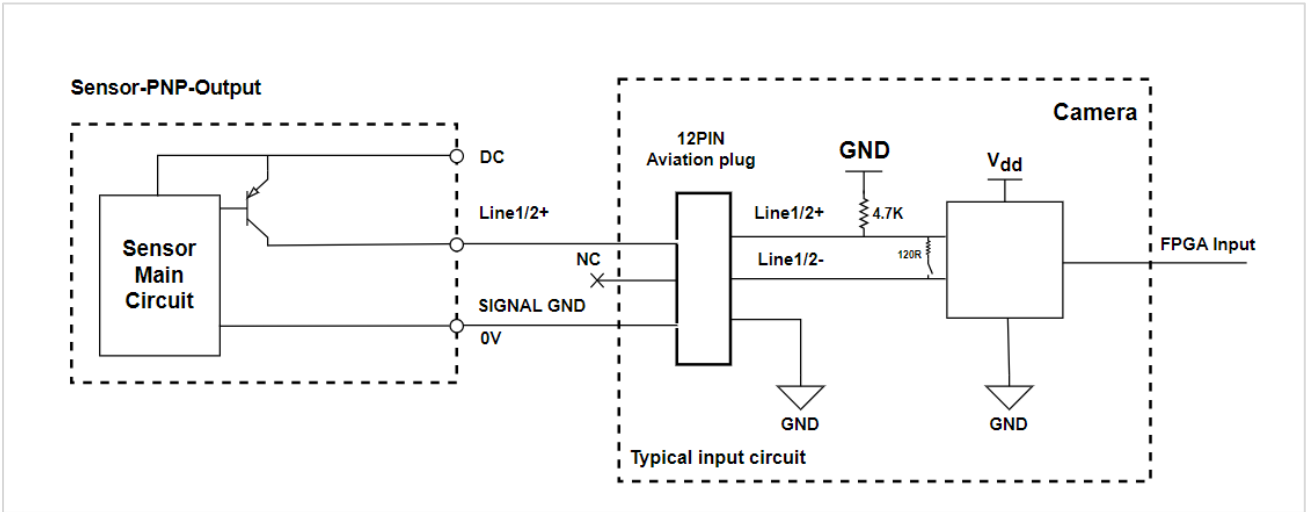 Sensor-PNP-Output
Sensor
Main
Circuit
DC
Line1/2+
NC
SIGNAL GND
0V
Camera
12PIN
Aviation plug
GND
Vdd
Line1/2+
4.7K
Line1/2-
120R
FPGA Input
GND
GND
Typical input circuit